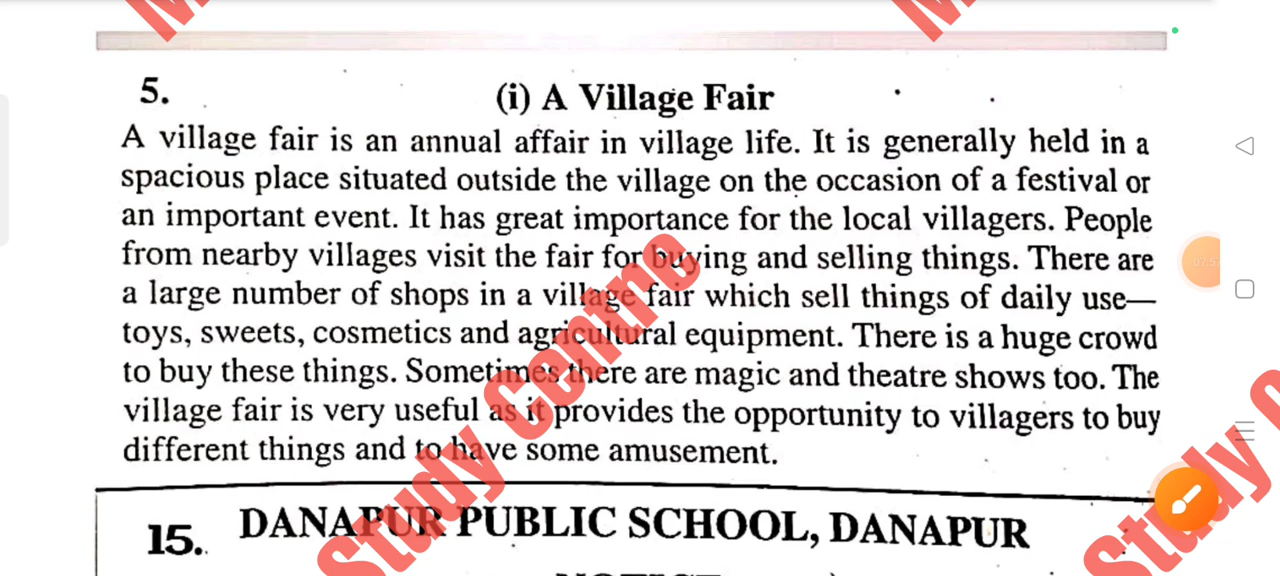 5.
(i) A Village Fair
A village fair is an annual affair in village life. It is generally held in a
spacious place situated outside the village on the occasion of a festival or
an important event. It has great importance for the local villagers. People
from nearby villages visit the fair for buying and selling things. There are
a large number of shops in a village fair which sell things of daily use—
toys, sweets, cosmetics and agricultural equipment. There is a huge crowd
to buy these things. Sometimes there are magic and theatre shows too. The
village fair is very useful as it provides the opportunity to villagers to buy
different things and to have some amusement.
15. DANAPUR PUBLIC SCHOOL, DANAPUR
Study Centre
Study